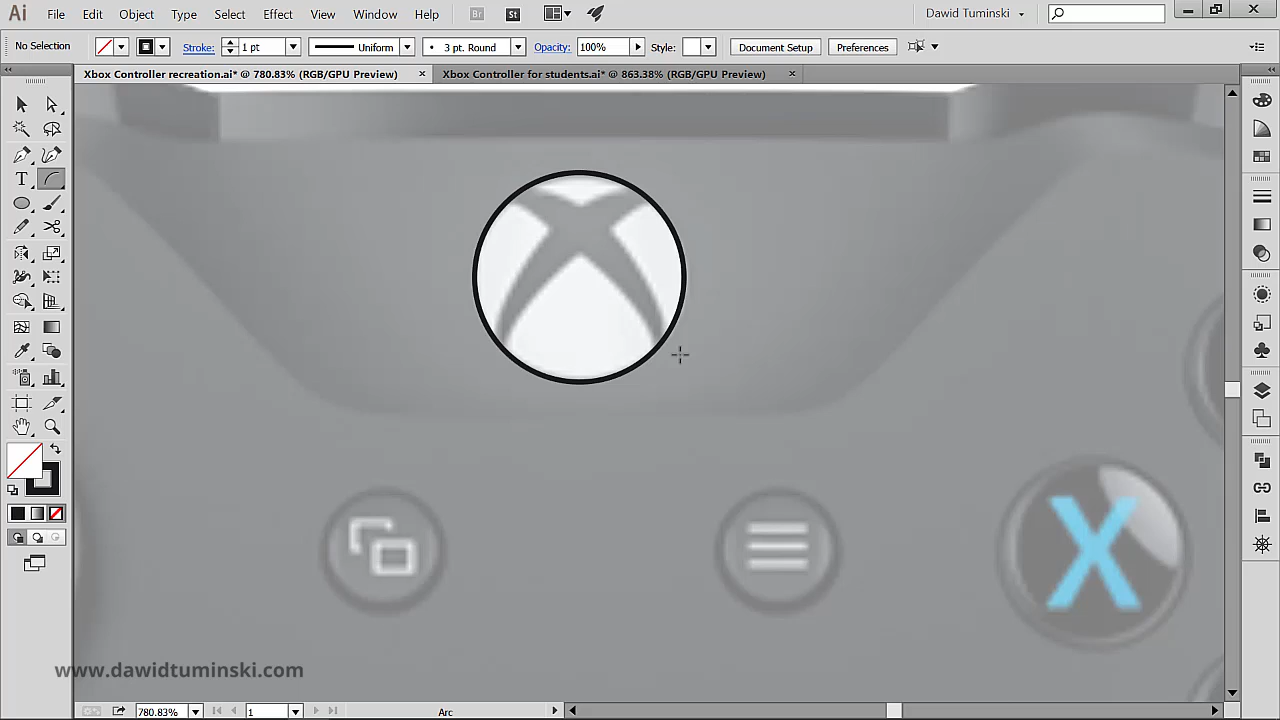 Ai File Edit Object Type Select Effect View Window Help Br St Dawid Tuminski
No Selection Stroke: 1 pt Uniform 3 pt. Round Opacity: 100% Style: Document Setup Preferences
Xbox Controller recreation.ai* @ 780.83% (RGB/GPU Preview) × Xbox Controller for students.ai* @ 863.38% (RGB/GPU Preview) ×
T
X
www.dawidtuminski.com
780.83% 1 Arc